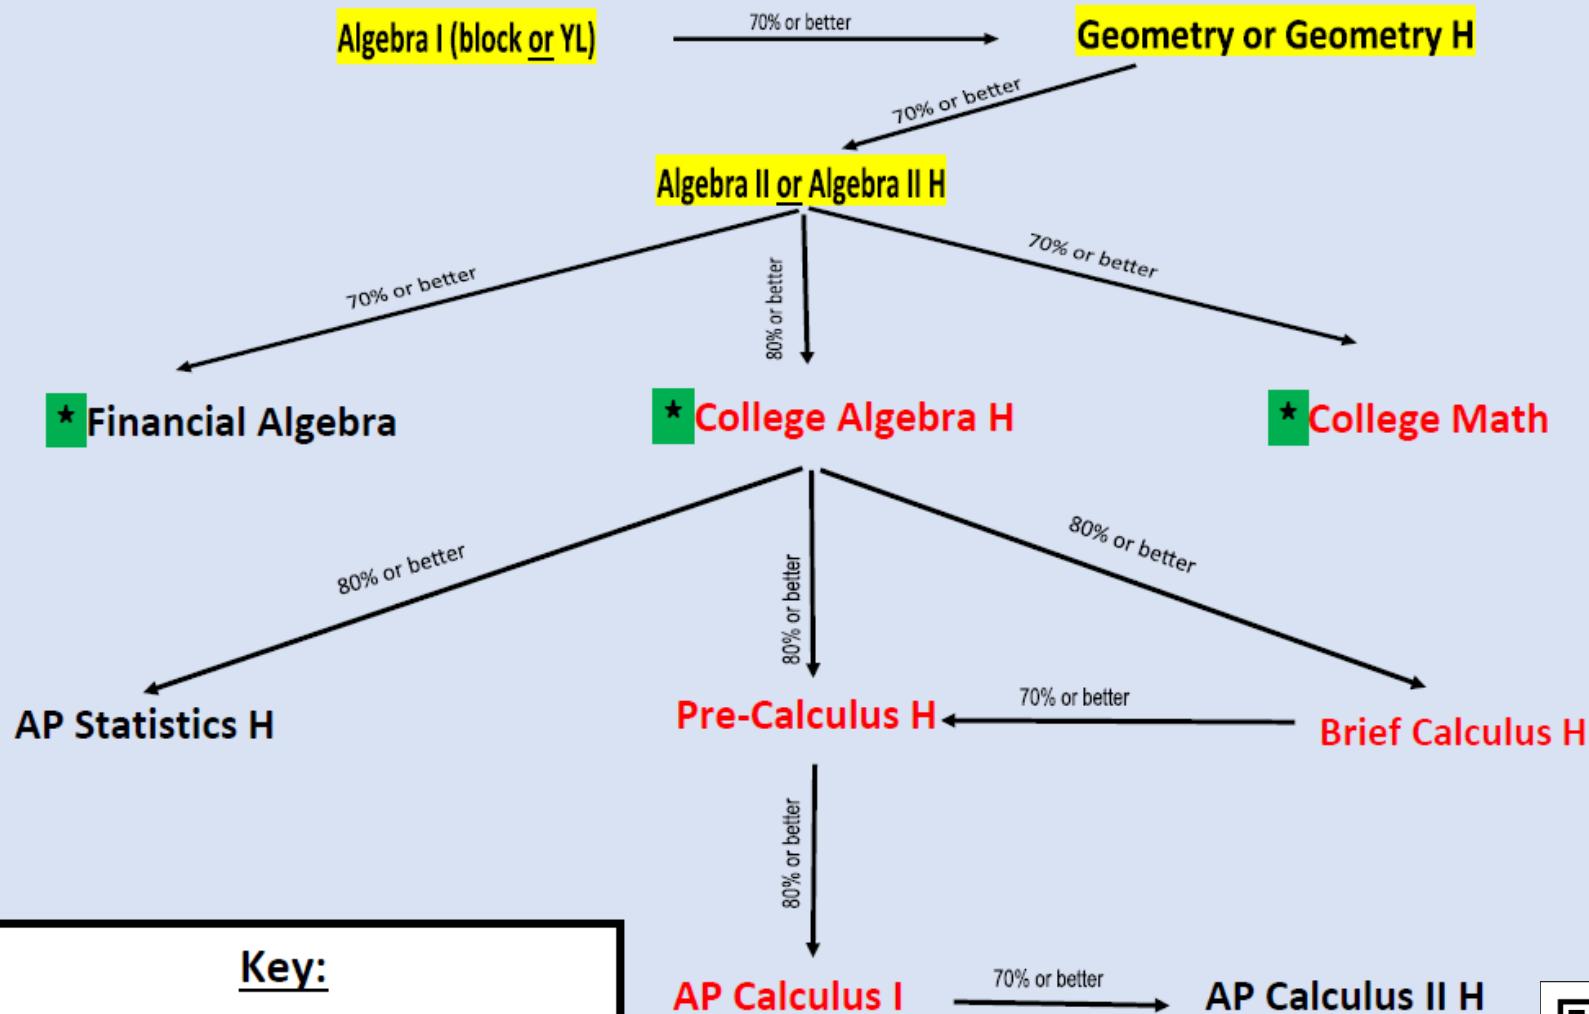 Algebra I (block or YL)
70% or better
Geometry or Geometry H
70% or better
Algebra II or Algebra II H
70% or better
80% or better
70% or better
* Financial Algebra
* College Algebra H
* College Math
80% or better
80% or better
80% or better
AP Statistics H
Pre-Calculus H
70% or better
Brief Calculus H
80% or better
Key:
AP Calculus I
70% or better
AP Calculus II H